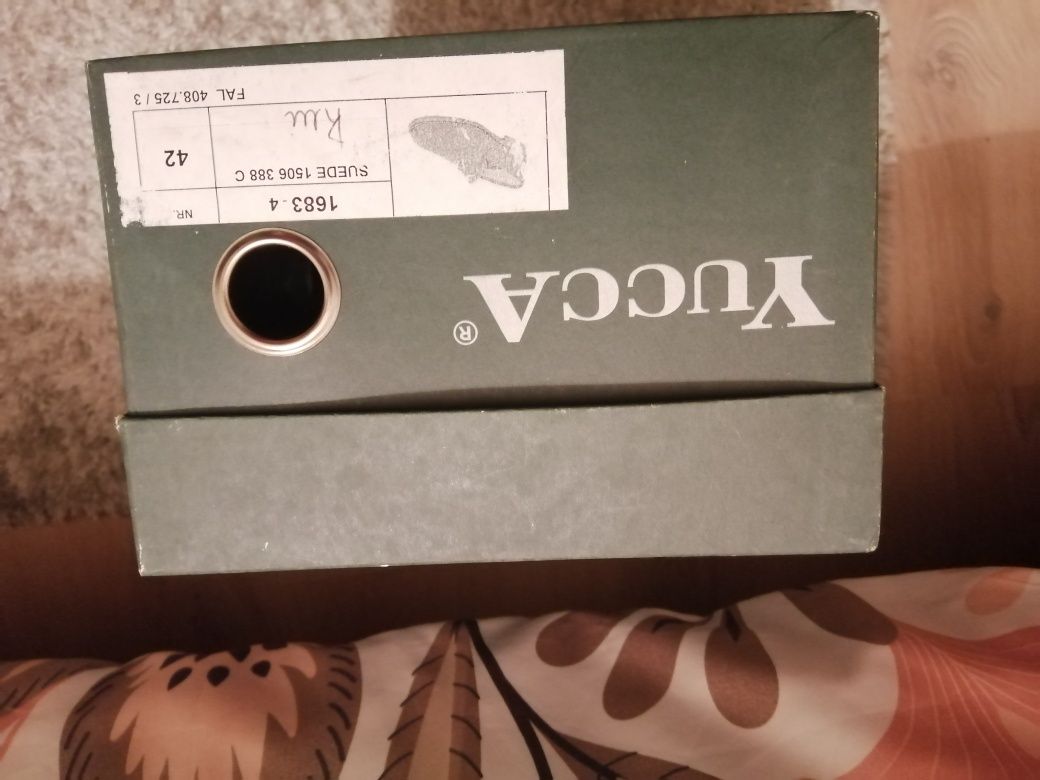 YUCCA®
1683-4
NR.
SUEDE 1506 388 C
42
FAL 408.725 / 3